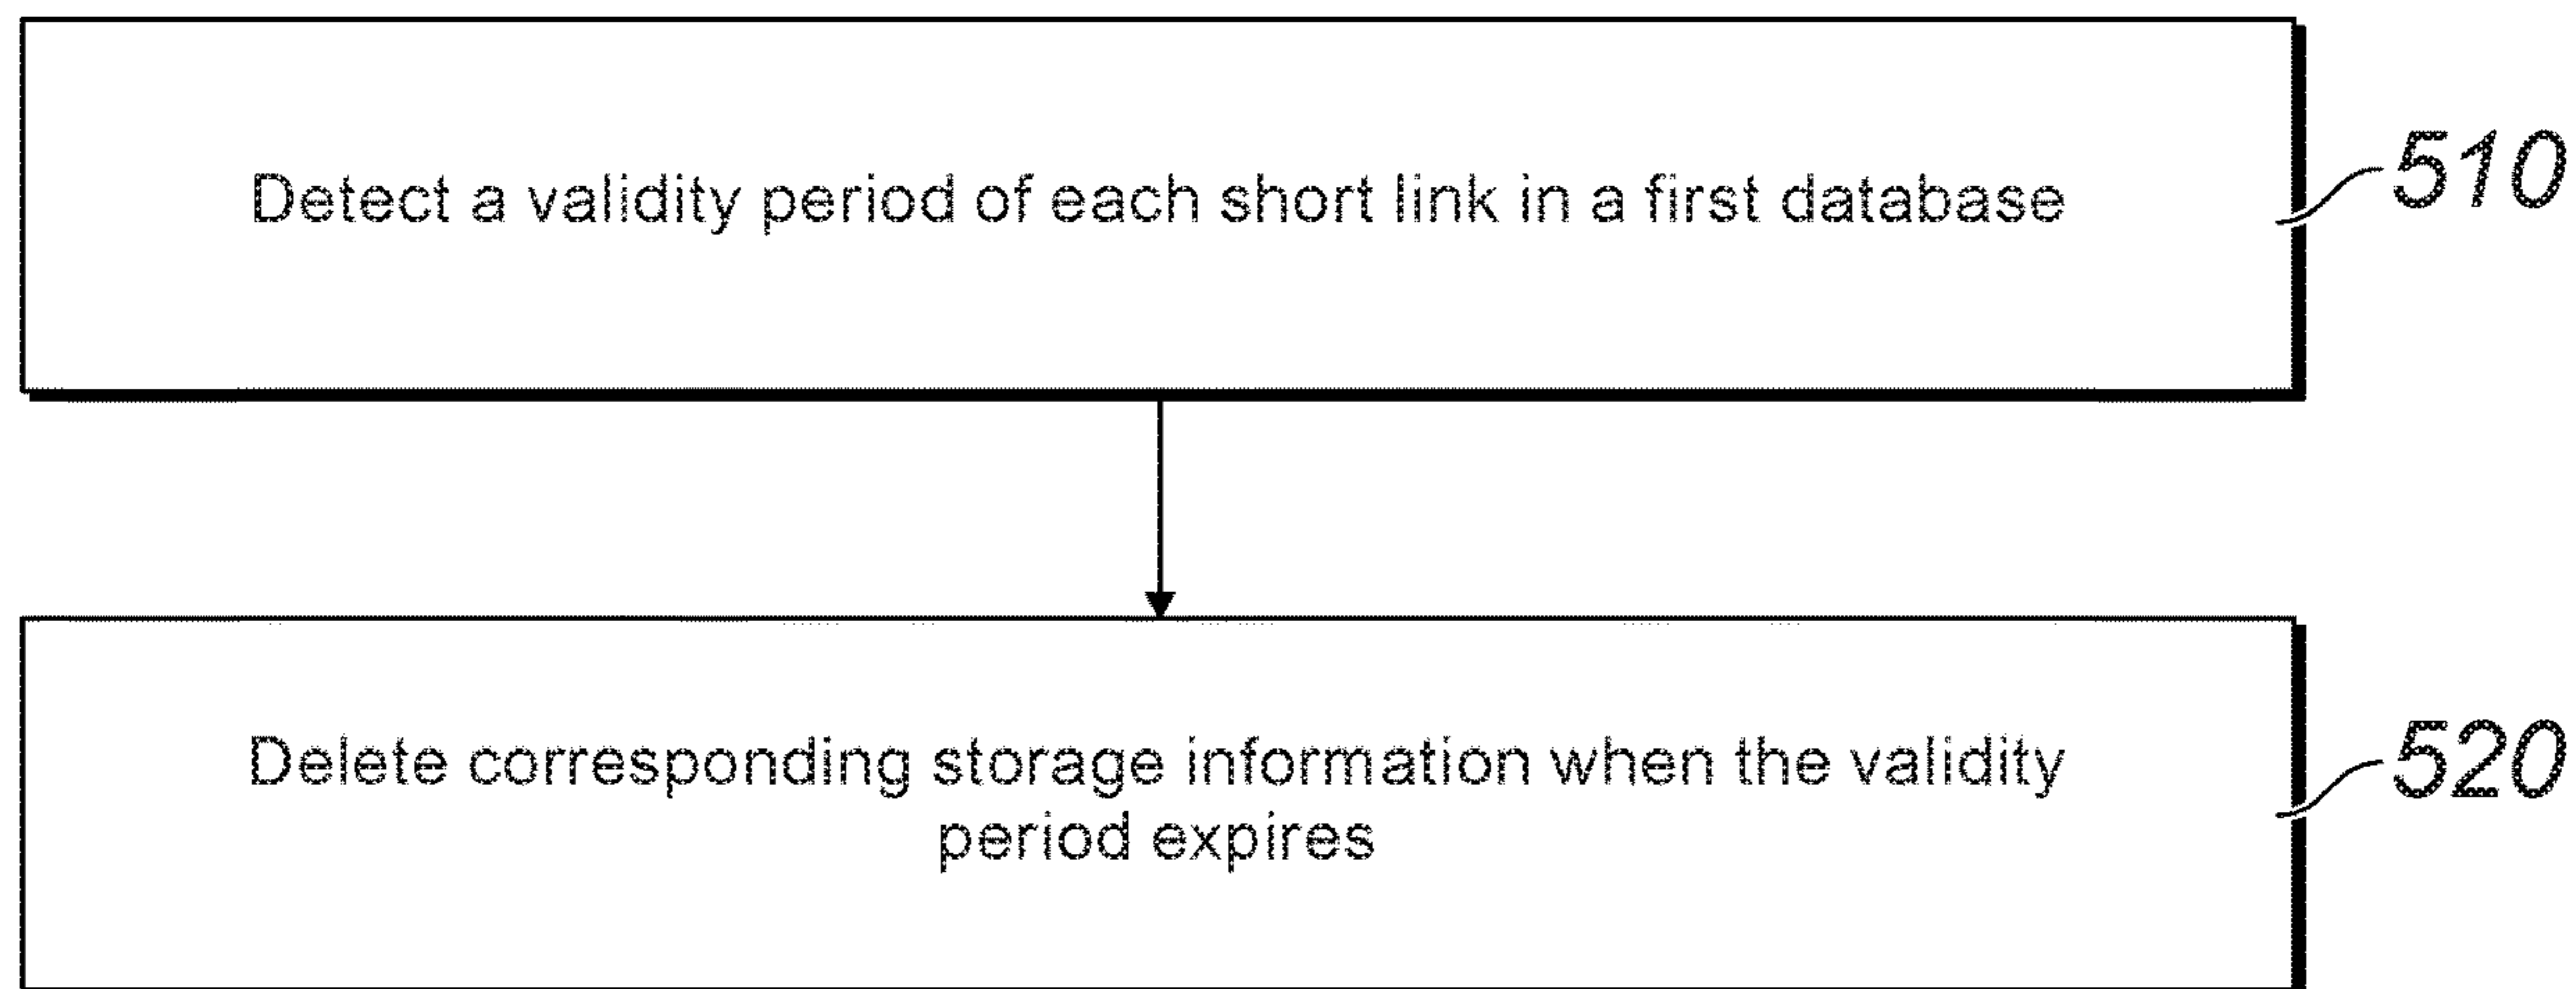 Detect a validity period of each short link in a first database
510
Delete corresponding storage information when the validity
period expires
520